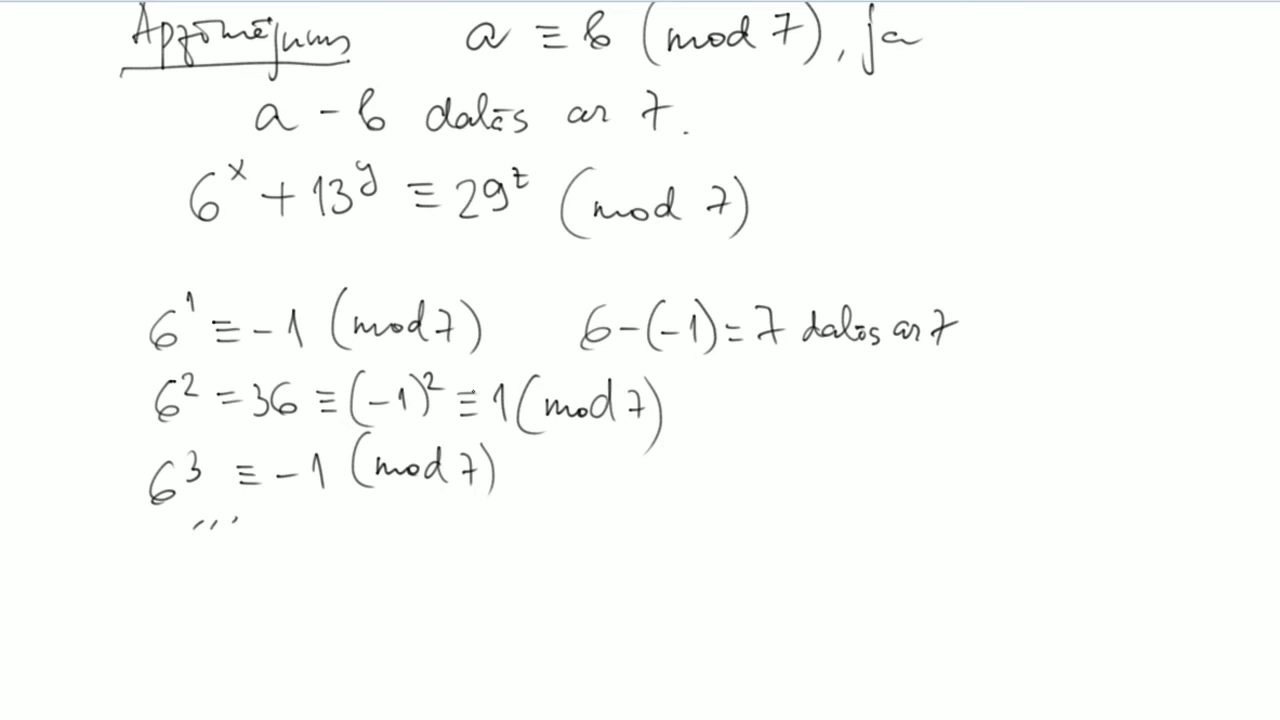 Apzīmējums a ≡ b (mod 7), ja
a - b dalās ar 7.
6^x + 13^y ≡ 29^z (mod 7)
6^1 ≡ -1 (mod 7) 6-(-1) = 7 dalās ar 7
6^2 = 36 ≡ (-1)^2 ≡ 1 (mod 7)
6^3 ≡ -1 (mod 7)
...